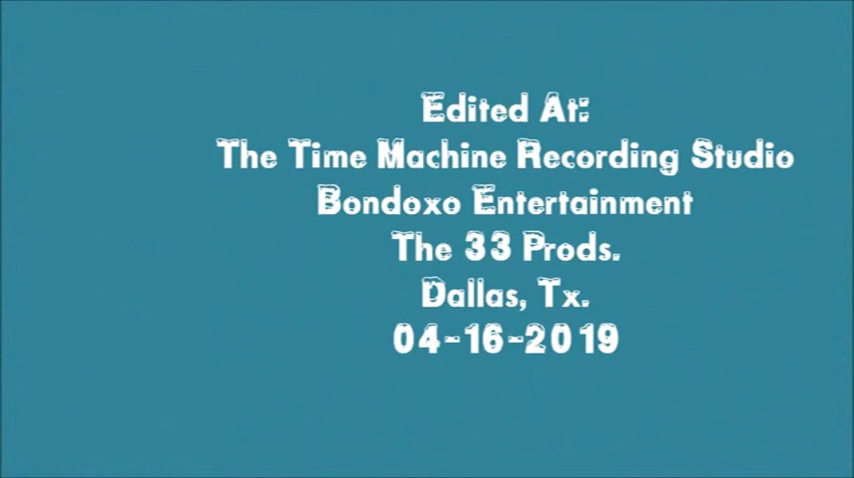 Edited At:
The Time Machine Recording Studio
Bondoxo Entertainment
The 33 Prods.
Dallas, Tx.
04-16-2019